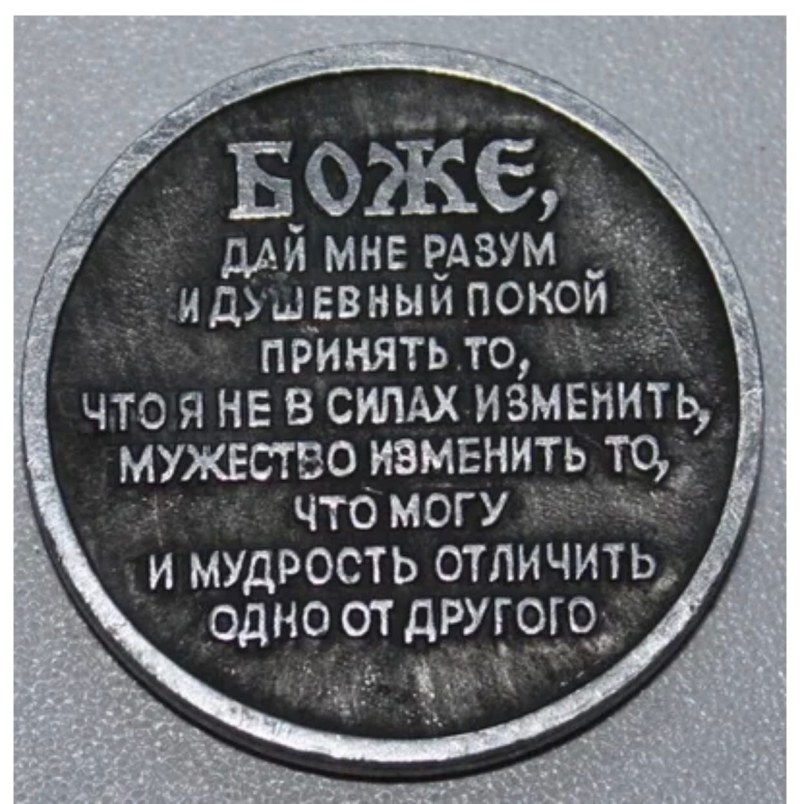 БОЖЕ,
ДАЙ МНЕ РАЗУМ
И ДУШЕВНЫЙ ПОКОЙ
ПРИНЯТЬ ТО,
ЧТО Я НЕ В СИЛАХ ИЗМЕНИТЬ,
МУЖЕСТВО ИЗМЕНИТЬ ТО,
ЧТО МОГУ
И МУДРОСТЬ ОТЛИЧИТЬ
ОДНО ОТ ДРУГОГО